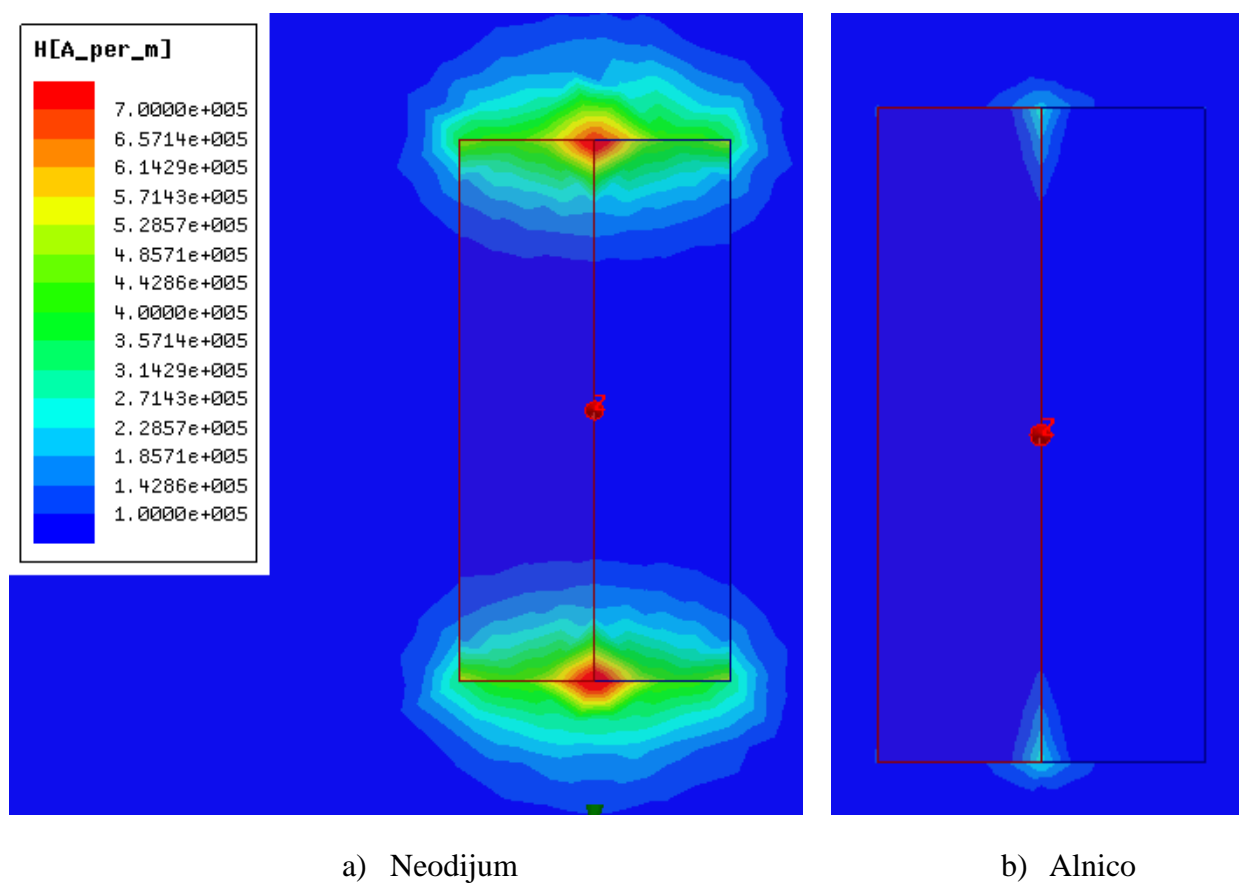 H[A_per_m]
7.0000e+005
6.5714e+005
6.1429e+005
5.7143e+005
5.2857e+005
4.8571e+005
4.4286e+005
4.0000e+005
3.5714e+005
3.1429e+005
2.7143e+005
2.2857e+005
1.8571e+005
1.4286e+005
1.0000e+005
Z
Z
a) Neodijum
b) Alnico